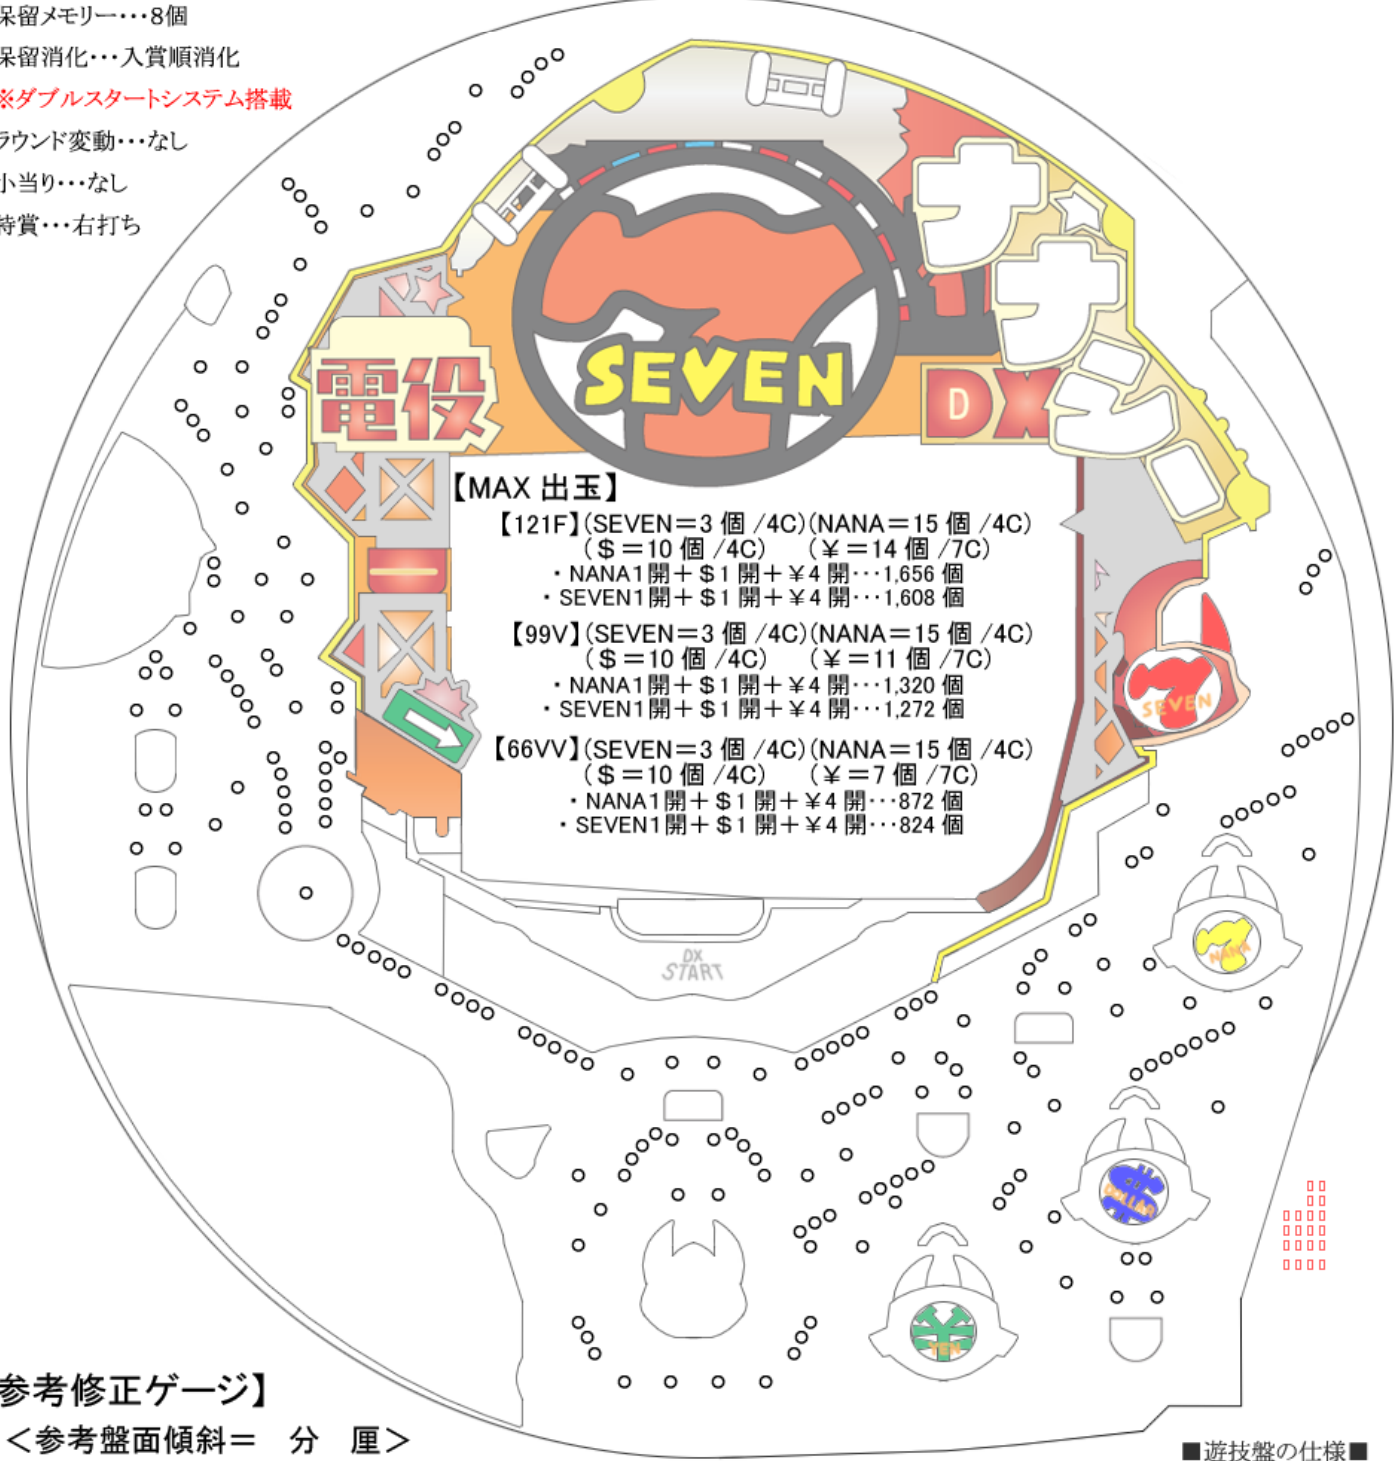 保留メモリー・・・8個
保留消化・・・入賞順消化
※ダブルスタートシステム搭載
ラウンド変動・・・なし
小当り・・・なし
特賞・・・右打ち
ナナシー
電役
SEVEN
DX
【MAX 出玉】
【121F】(SEVEN＝3 個 /4C)(NANA＝15 個 /4C)
(＄＝10 個 /4C) (￥＝14 個 /7C)
・NANA1開＋＄1 開＋￥4 開・・・1,656 個
・SEVEN1開＋＄1 開＋￥4 開・・・1,608 個
【99V】(SEVEN＝3 個 /4C)(NANA＝15 個 /4C)
(＄＝10 個 /4C) (￥＝11 個 /7C)
・NANA1開＋＄1 開＋￥4 開・・・1,320 個
・SEVEN1開＋＄1 開＋￥4 開・・・1,272 個
【66VV】(SEVEN＝3 個 /4C)(NANA＝15 個 /4C)
(＄＝10 個 /4C) (￥＝7 個 /7C)
・NANA1開＋＄1 開＋￥4 開・・・872 個
・SEVEN1開＋＄1 開＋￥4 開・・・824 個
7
SEVEN
DX
START
7
NANA
$
DOLLAR
¥
YEN
参考修正ゲージ】
＜参考盤面傾斜＝ 分 厘＞
■遊技盤の仕様■